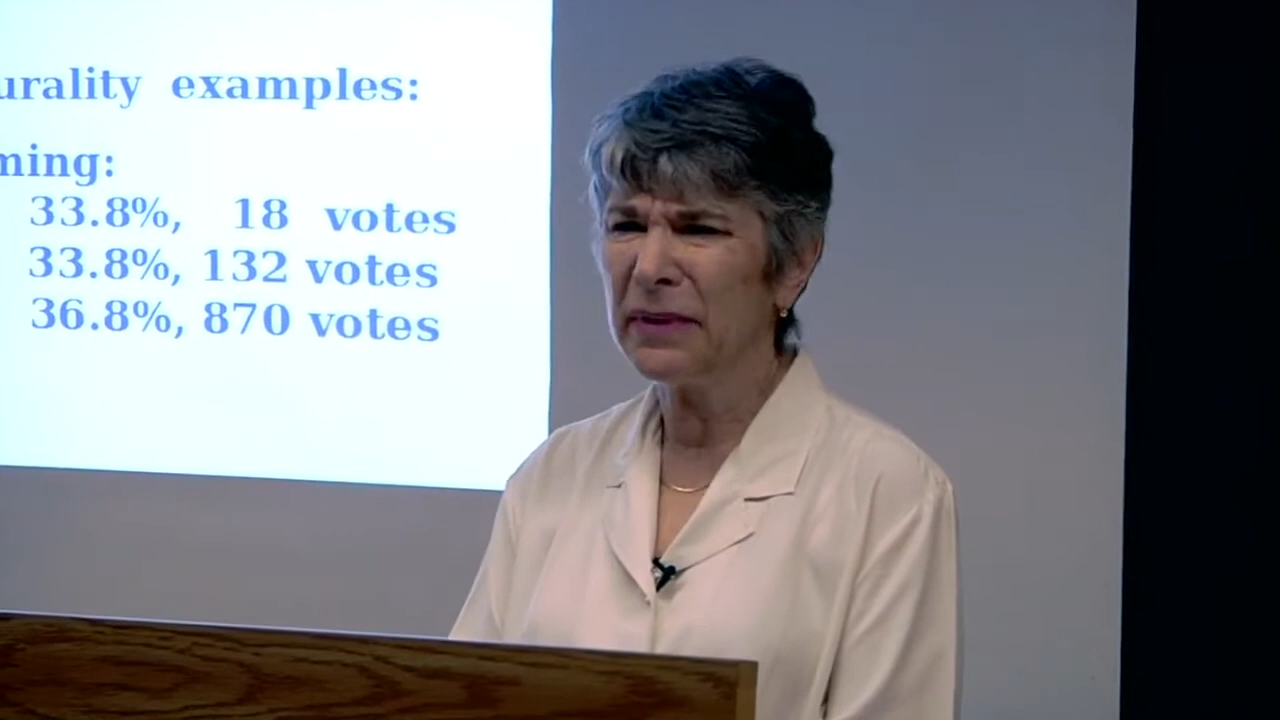 urality examples:
ming:
33.8%, 18 votes
33.8%, 132 votes
36.8%, 870 votes